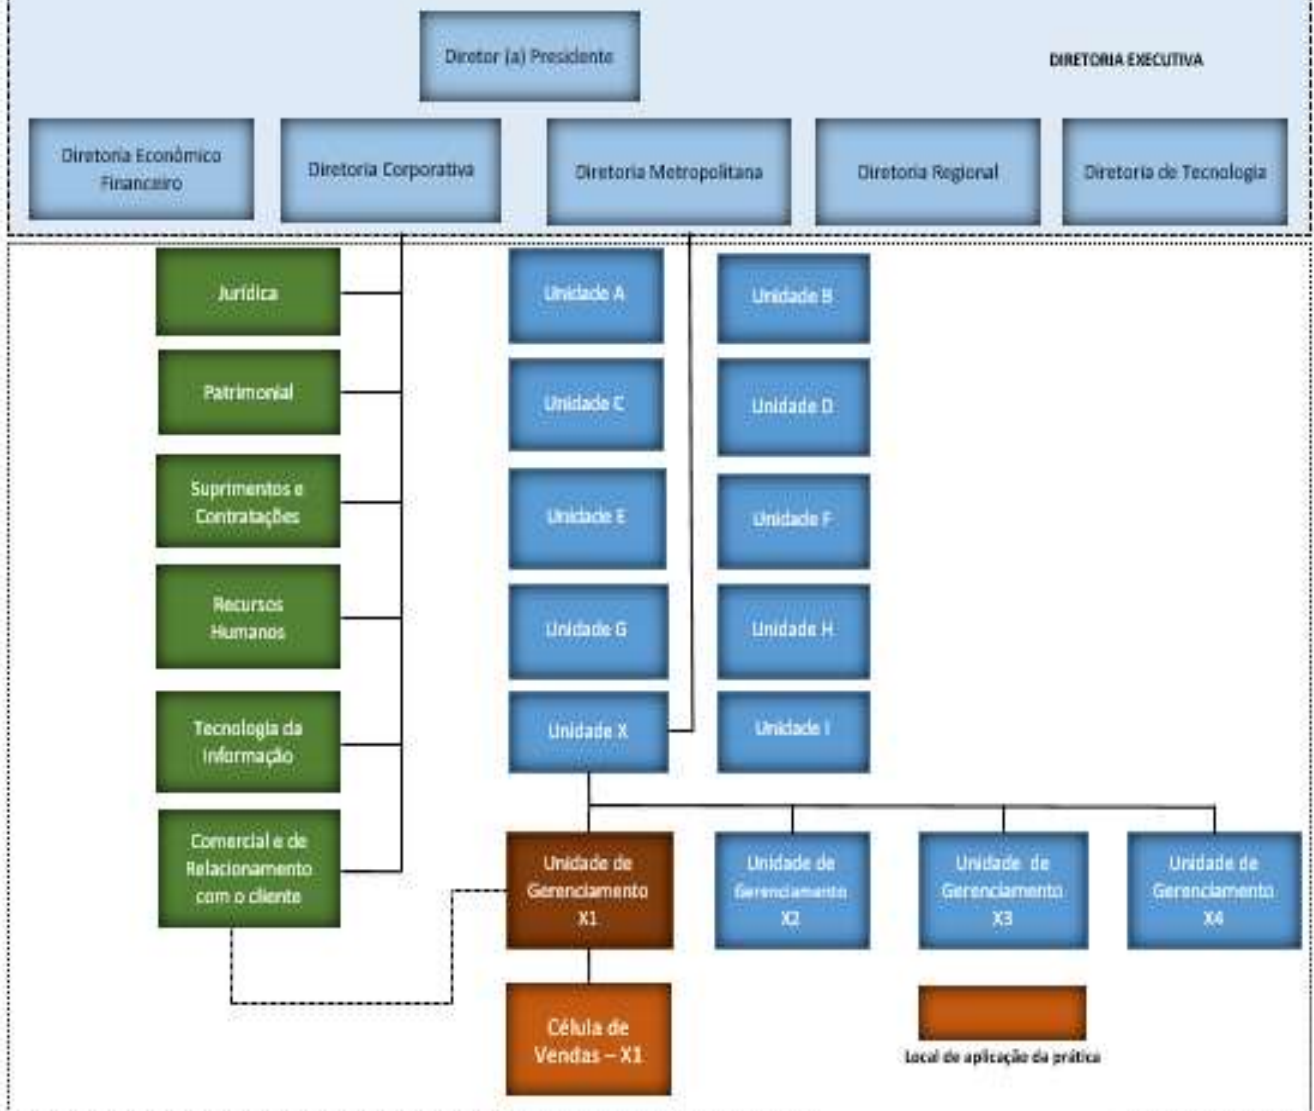 Diretor (a) Presidente
DIRETORIA EXECUTIVA
Diretoria Econômico
Financeiro
Diretoria Corporativa
Diretoria Metropolitana
Diretoria Regional
Diretoria de Tecnologia
Jurídica
Patrimonial
Suprimentos e
Contratações
Recursos
Humanos
Tecnologia da
Informação
Comercial e de
Relacionamento
com o cliente
Unidade A
Unidade B
Unidade C
Unidade D
Unidade E
Unidade F
Unidade G
Unidade H
Unidade X
Unidade I
Unidade de
Gerenciamento
X1
Unidade de
Gerenciamento
X2
Unidade de
Gerenciamento
X3
Unidade de
Gerenciamento
X4
Célula de
Vendas – X1
Local de aplicação da prática